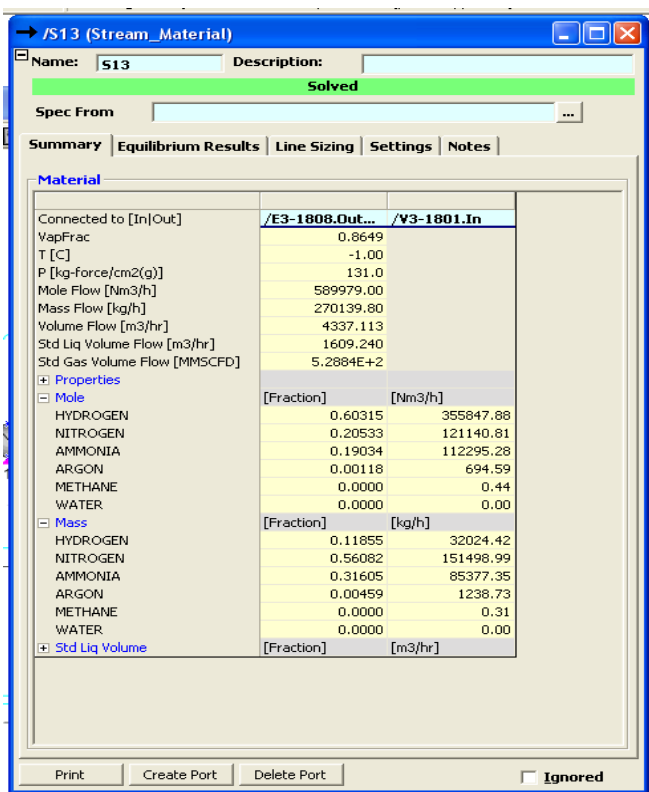 /S13 (Stream_Material)
Name: S13 Description:
Solved
Spec From ...
Summary Equilibrium Results Line Sizing Settings Notes
Material
Connected to [In|Out] /E3-1808.Out... /V3-1801.In
VapFrac 0.8649
T [C] -1.00
P [kg-force/cm2(g)] 131.0
Mole Flow [Nm3/h] 589979.00
Mass Flow [kg/h] 270139.80
Volume Flow [m3/hr] 4337.113
Std Liq Volume Flow [m3/hr] 1609.240
Std Gas Volume Flow [MMSCFD] 5.2884E+2
Properties
Mole [Fraction] [Nm3/h]
HYDROGEN 0.60315 355847.88
NITROGEN 0.20533 121140.81
AMMONIA 0.19034 112295.28
ARGON 0.00118 694.59
METHANE 0.0000 0.44
WATER 0.0000 0.00
Mass [Fraction] [kg/h]
HYDROGEN 0.11855 32024.42
NITROGEN 0.56082 151498.99
AMMONIA 0.31605 85377.35
ARGON 0.00459 1238.73
METHANE 0.0000 0.31
WATER 0.0000 0.00
Std Liq Volume [Fraction] [m3/hr]
Print Create Port Delete Port Ignored